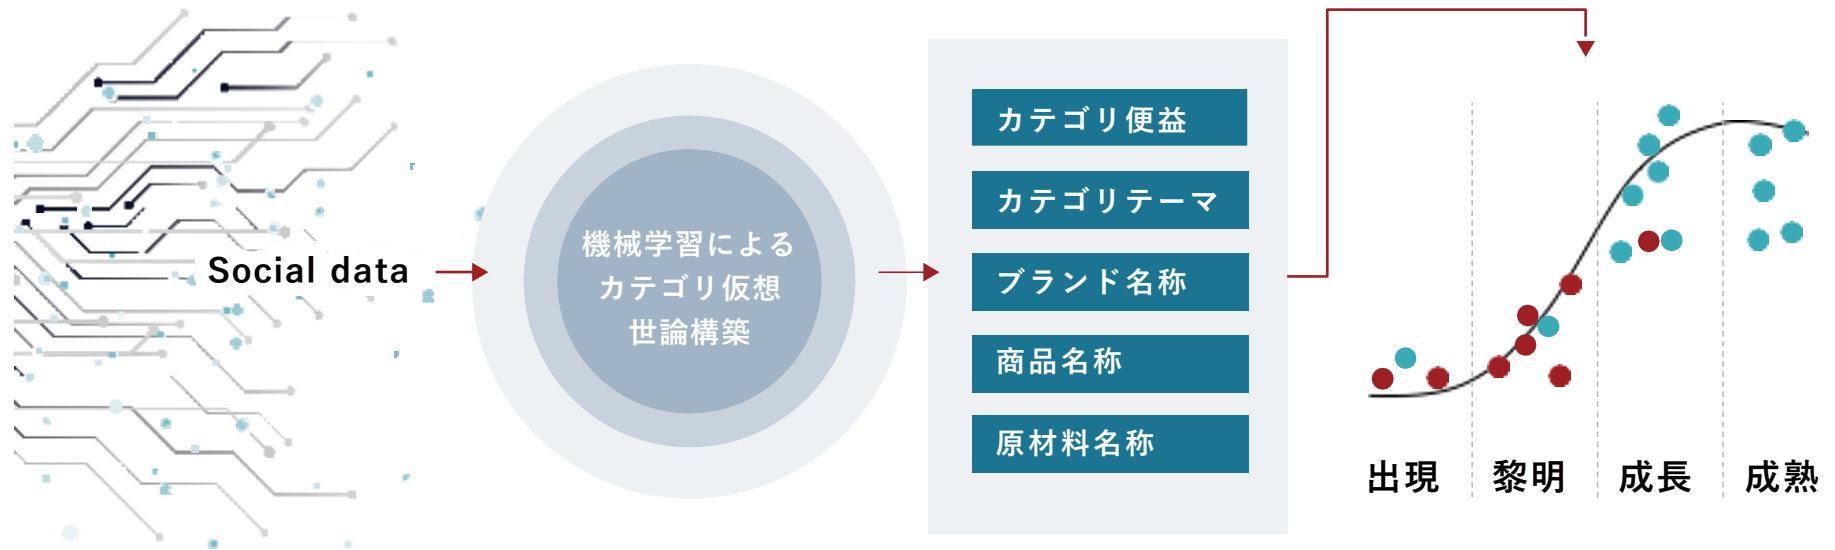 Social data
機械学習による
カテゴリ仮想
世論構築
カテゴリ便益
カテゴリテーマ
ブランド名称
商品名称
原材料名称
出現
黎明
成長
成熟